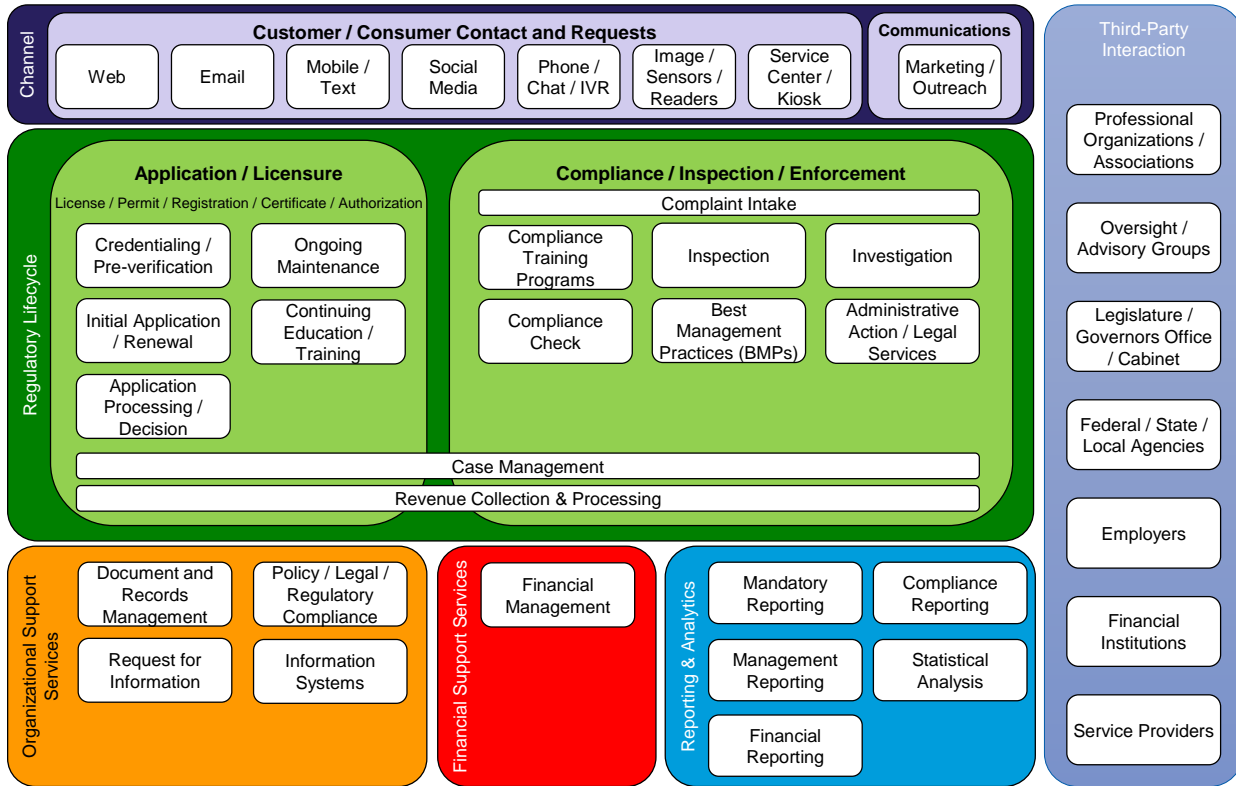 Channel
Customer / Consumer Contact and Requests
Web
Email
Mobile /
Text
Social
Media
Phone /
Chat / IVR
Image /
Sensors /
Readers
Service
Center /
Kiosk
Communications
Marketing /
Outreach
Regulatory Lifecycle
Application / Licensure
License / Permit / Registration / Certificate / Authorization
Credentialing /
Pre-verification
Ongoing
Maintenance
Initial Application
/ Renewal
Continuing
Education /
Training
Application
Processing /
Decision
Compliance / Inspection / Enforcement
Complaint Intake
Compliance
Training
Programs
Inspection
Investigation
Compliance
Check
Best
Management
Practices (BMPs)
Administrative
Action / Legal
Services
Case Management
Revenue Collection & Processing
Organizational Support
Services
Document and
Records
Management
Policy / Legal /
Regulatory
Compliance
Request for
Information
Information
Systems
Financial Support Services
Financial
Management
Reporting & Analytics
Mandatory
Reporting
Compliance
Reporting
Management
Reporting
Statistical
Analysis
Financial
Reporting
Third-Party
Interaction
Professional
Organizations /
Associations
Oversight /
Advisory Groups
Legislature /
Governors Office
/ Cabinet
Federal / State /
Local Agencies
Employers
Financial
Institutions
Service Providers